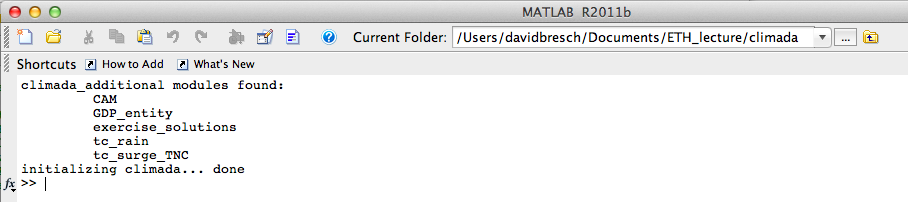 MATLAB R2011b
Current Folder: /Users/davidbresch/Documents/ETH_lecture/climada ...
Shortcuts How to Add What's New
climada_additional modules found:
CAM
GDP_entity
exercise_solutions
tc_rain
tc_surge_TNC
initializing climada... done
fx >>